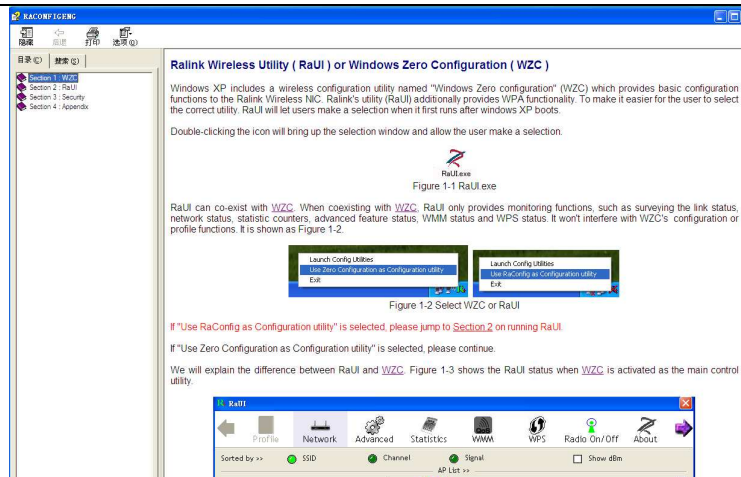 RACONFIGENG
隐藏 后退 打印 选项(O)
目录(C) 搜索(S)
Section 1 : WZC
Section 2 : RaUI
Section 3 : Security
Section 4 : Appendix
Ralink Wireless Utility ( RaUI ) or Windows Zero Configuration ( WZC )
Windows XP includes a wireless configuration utility named "Windows Zero configuration" (WZC) which provides basic configuration
functions to the Ralink Wireless NIC. Ralink's utility (RaUI) additionally provides WPA functionality. To make it easier for the user to select
the correct utility. RaUI will let users make a selection when it first runs after windows XP boots.
Double-clicking the icon will bring up the selection window and allow the user make a selection.
RaUI.exe
Figure 1-1 RaUI.exe
RaUI can co-exist with WZC. When coexisting with WZC, RaUI only provides monitoring functions, such as surveying the link status,
network status, statistic counters, advanced feature status, WMM status and WPS status. It won't interfere with WZC's configuration or
profile functions. It is shown as Figure 1-2.
Launch Config Utilities
Use Zero Configuration as Configuration utility
Exit
Launch Config Utilities
Use RaConfig as Configuration utility
Exit
Figure 1-2 Select WZC or RaUI
If "Use RaConfig as Configuration utility" is selected, please jump to Section 2 on running RaUI.
If "Use Zero Configuration as Configuration utility" is selected, please continue.
We will explain the difference between RaUI and WZC. Figure 1-3 shows the RaUI status when WZC is activated as the main control
utility.
RaUI
Profile Network Advanced Statistics WMM WPS Radio On/Off About
Sorted by >> SSID Channel Signal Show dBm
AP List >>